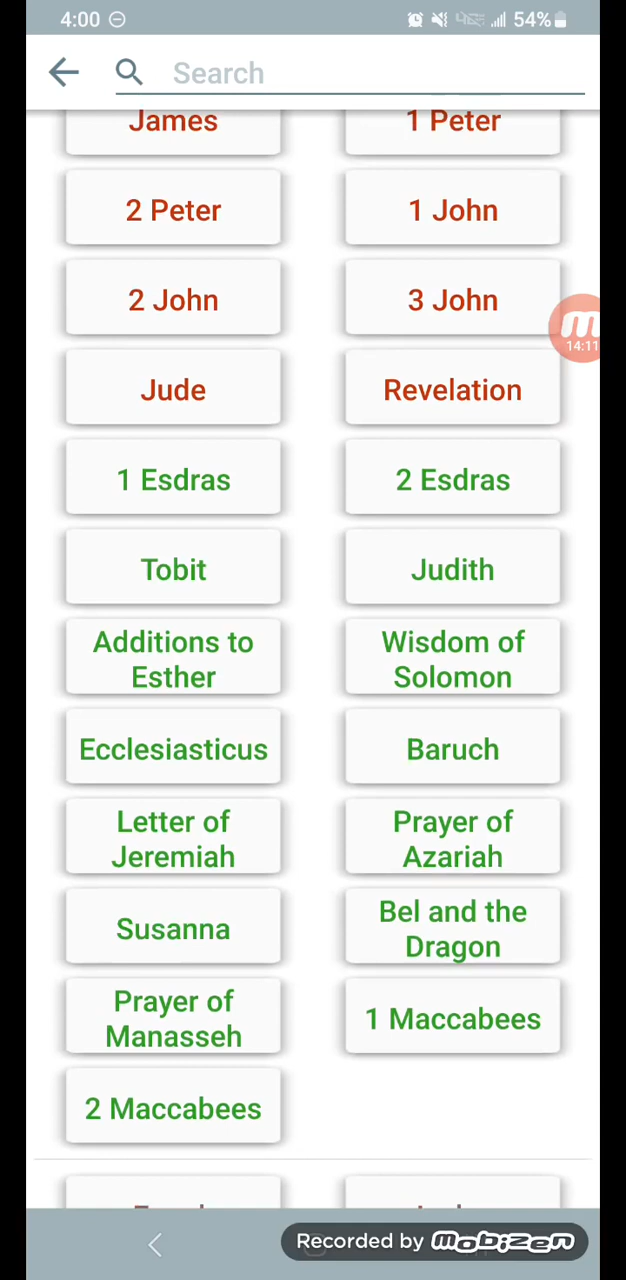 4:00 54%
Search
James 1 Peter
2 Peter 1 John
2 John 3 John
14:11
Jude Revelation
1 Esdras 2 Esdras
Tobit Judith
Additions to Wisdom of
Esther Solomon
Ecclesiasticus Baruch
Letter of Prayer of
Jeremiah Azariah
Susanna Bel and the
Dragon
Prayer of 1 Maccabees
Manasseh
2 Maccabees
Recorded by mobizen